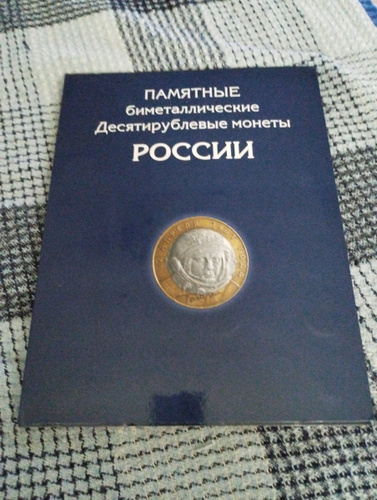 ПАМЯТНЫЕ
биметаллические
Десятирублевые монеты
РОССИИ